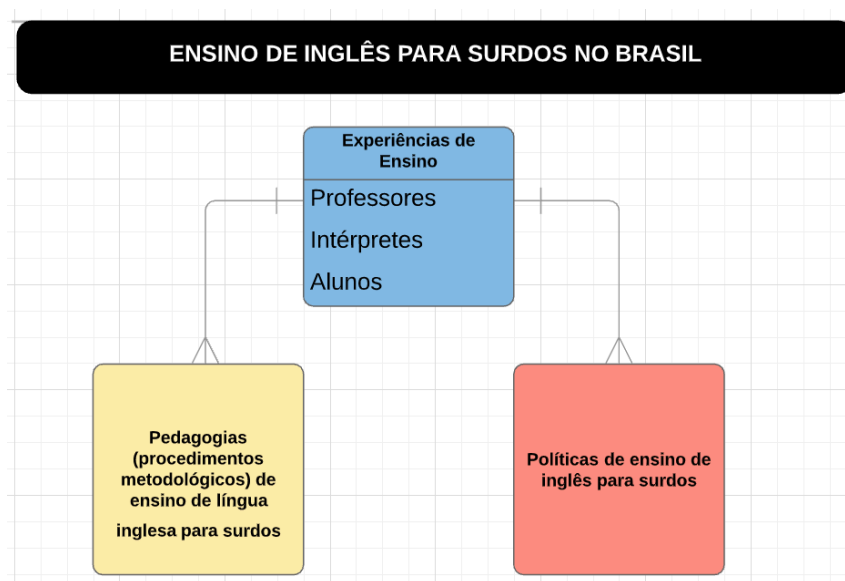 ENSINO DE INGLÊS PARA SURDOS NO BRASIL
Experiências de
Ensino
Professores
Intérpretes
Alunos
Pedagogias
(procedimentos
metodológicos) de
ensino de língua
inglesa para surdos
Políticas de ensino de
inglês para surdos